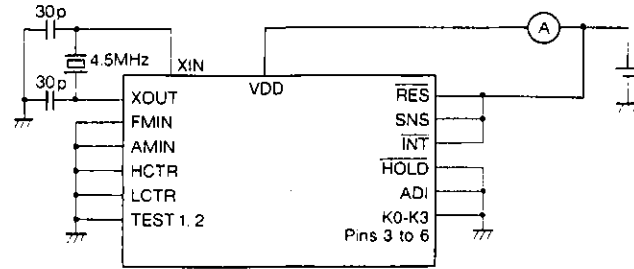 30p
4.5MHz
XIN
30p
VDD
A
XOUT
FMIN
AMIN
HCTR
LCTR
TEST 1, 2
RES
SNS
INT
HOLD
ADI
K0-K3
Pins 3 to 6